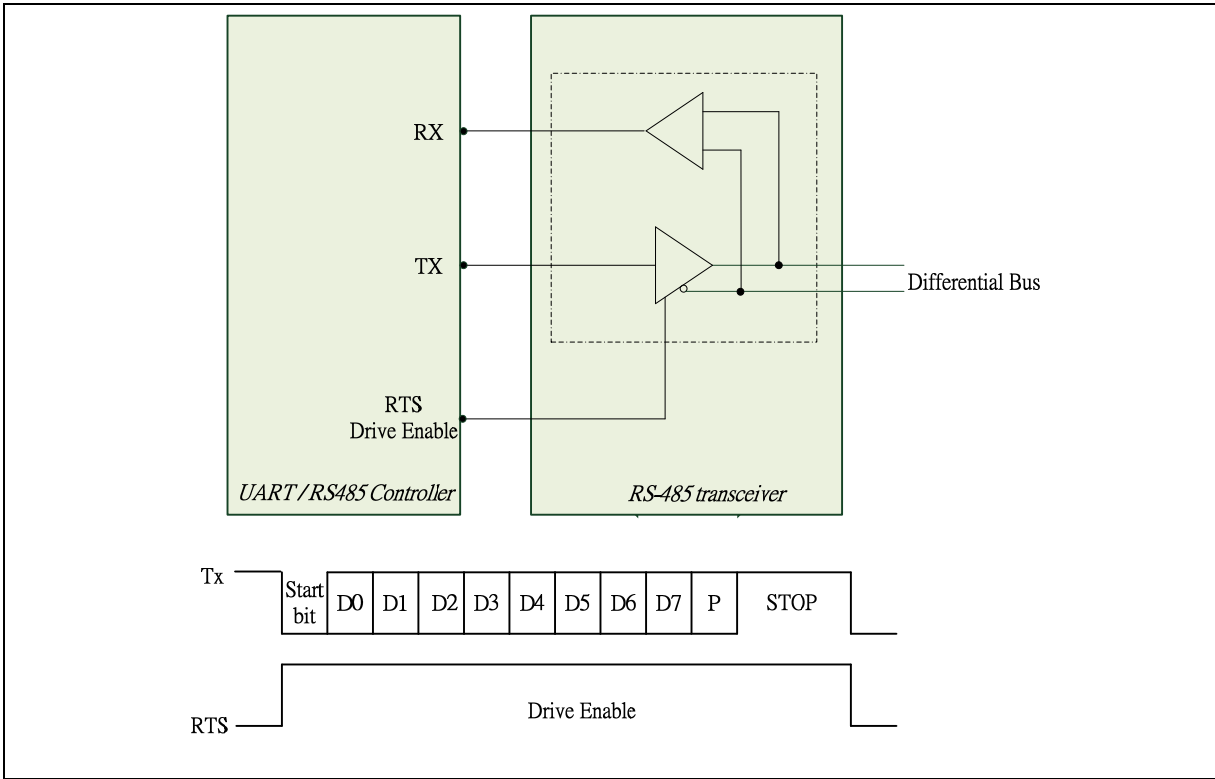 RX
TX
RTS
Drive Enable
UART / RS485 Controller
RS-485 transceiver
Differential Bus
Tx
Start
bit
D0 D1 D2 D3 D4 D5 D6 D7 P STOP
RTS
Drive Enable